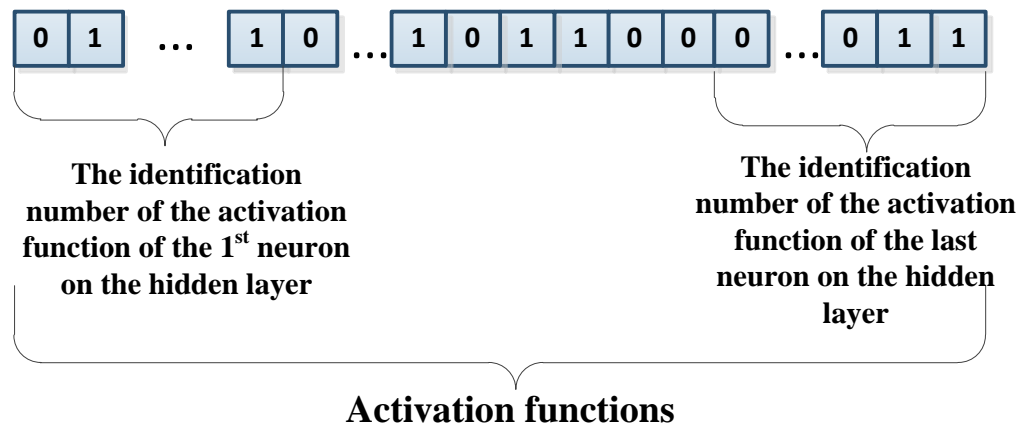 0 1 ... 1 0 ... 1 0 1 1 0 0 0 ... 0 1 1
The identification
number of the activation
function of the 1st neuron
on the hidden layer
The identification
number of the activation
function of the last
neuron on the hidden
layer
Activation functions